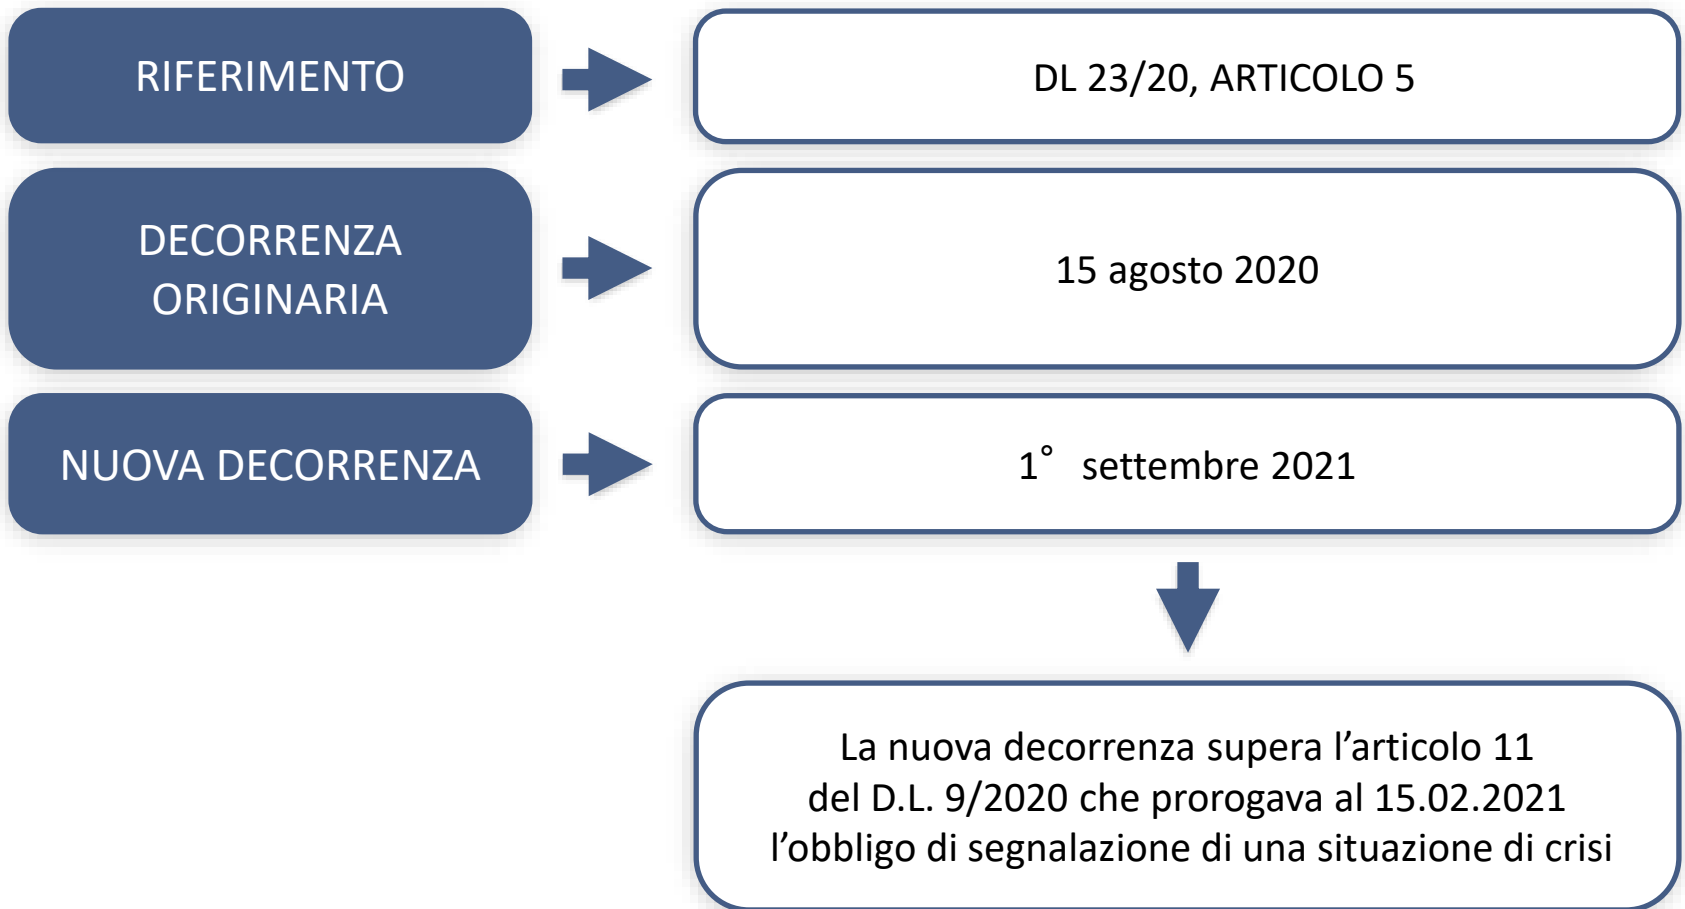 RIFERIMENTO
DL 23/20, ARTICOLO 5
DECORRENZA
ORIGINARIA
15 agosto 2020
NUOVA DECORRENZA
1° settembre 2021
La nuova decorrenza supera l’articolo 11
del D.L. 9/2020 che prorogava al 15.02.2021
l’obbligo di segnalazione di una situazione di crisi